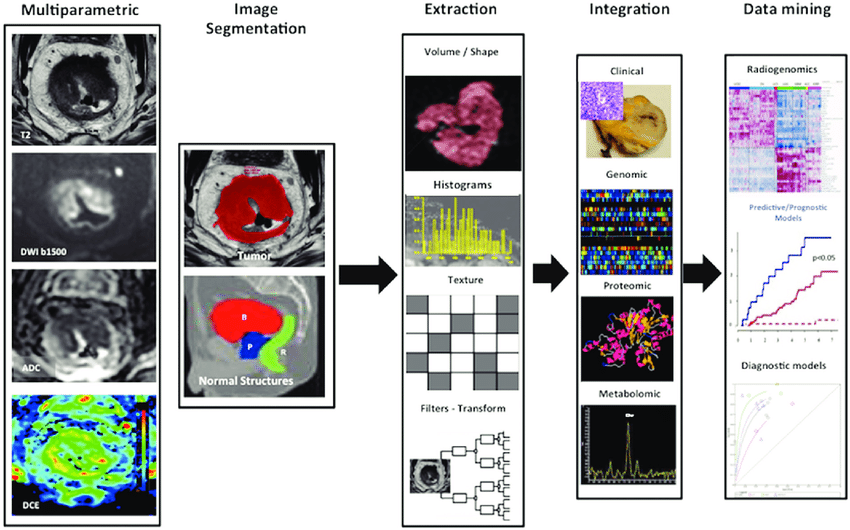 Multiparametric
T2
DWI b1500
ADC
DCE
Image
Segmentation
Tumor
B
P
R
Normal Structures
Extraction
Volume / Shape
Histograms
Texture
Filters - Transform
Integration
Clinical
Genomic
Proteomic
Metabolomic
Data mining
Radiogenomics
Predictive/Prognostic
Models
p<0.05
Diagnostic models